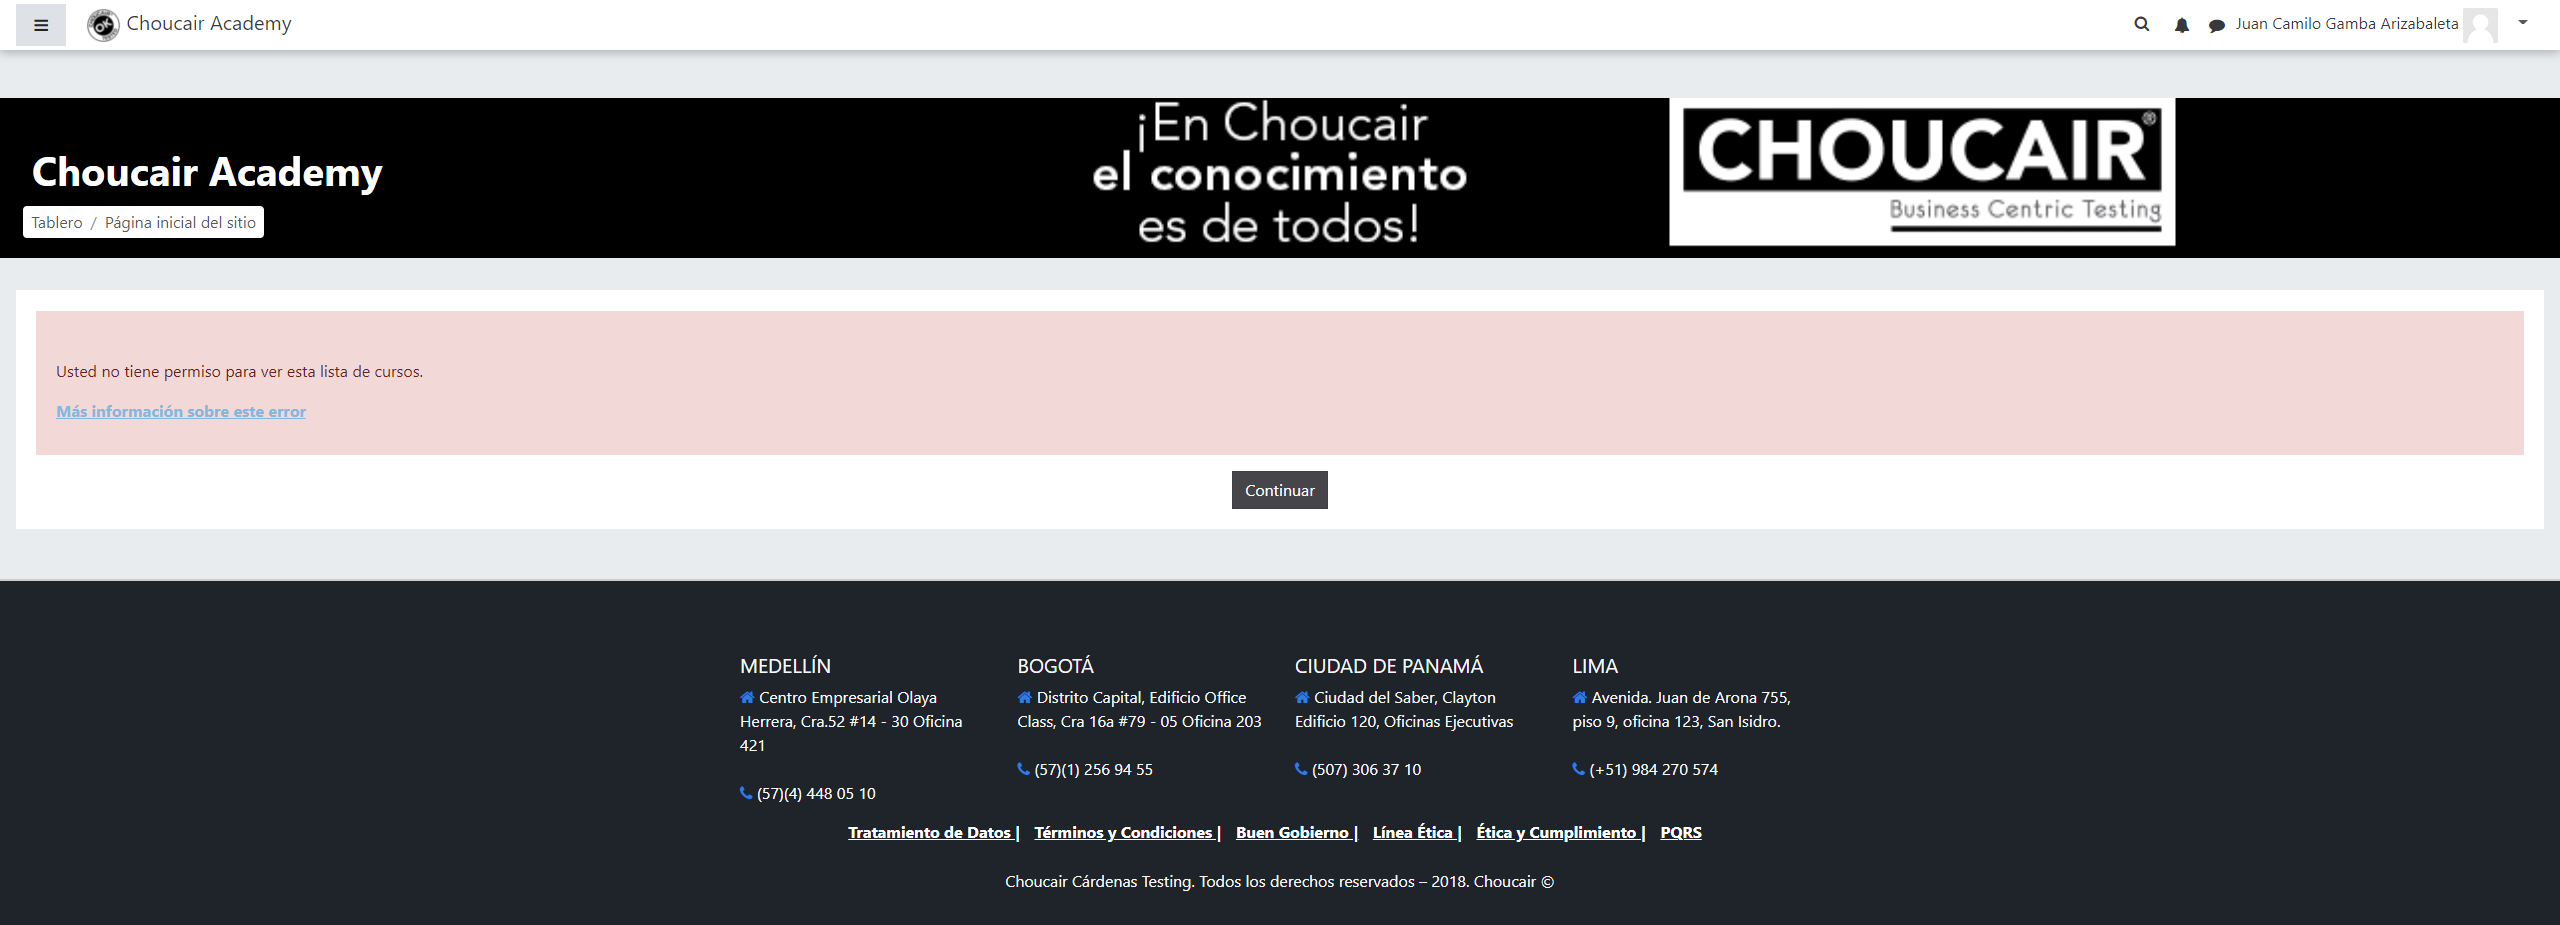 Choucair Academy
Juan Camilo Gamba Arizabaleta
¡En Choucair
el conocimiento
es de todos!
CHOUCAIR®
Business Centric Testing
Choucair Academy
Tablero / Página inicial del sitio
Usted no tiene permiso para ver esta lista de cursos.
Más información sobre este error
Continuar
MEDELLÍN
Centro Empresarial Olaya
Herrera, Cra.52 #14 - 30 Oficina
421
(57)(4) 448 05 10
BOGOTÁ
Distrito Capital, Edificio Office
Class, Cra 16a #79 - 05 Oficina 203
(57)(1) 256 94 55
CIUDAD DE PANAMÁ
Ciudad del Saber, Clayton
Edificio 120, Oficinas Ejecutivas
(507) 306 37 10
LIMA
Avenida. Juan de Arona 755,
piso 9, oficina 123, San Isidro.
(+51) 984 270 574
Tratamiento de Datos | Términos y Condiciones | Buen Gobierno | Línea Ética | Ética y Cumplimiento | PQRS
Choucair Cárdenas Testing. Todos los derechos reservados – 2018. Choucair ©